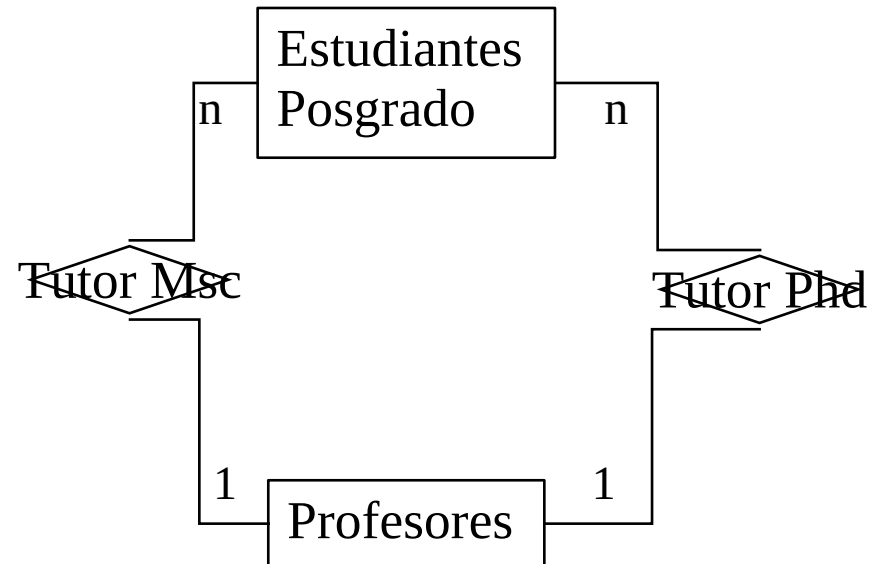 Estudiantes
Posgrado
n
n
Tutor Msc
Tutor Phd
1
1
Profesores